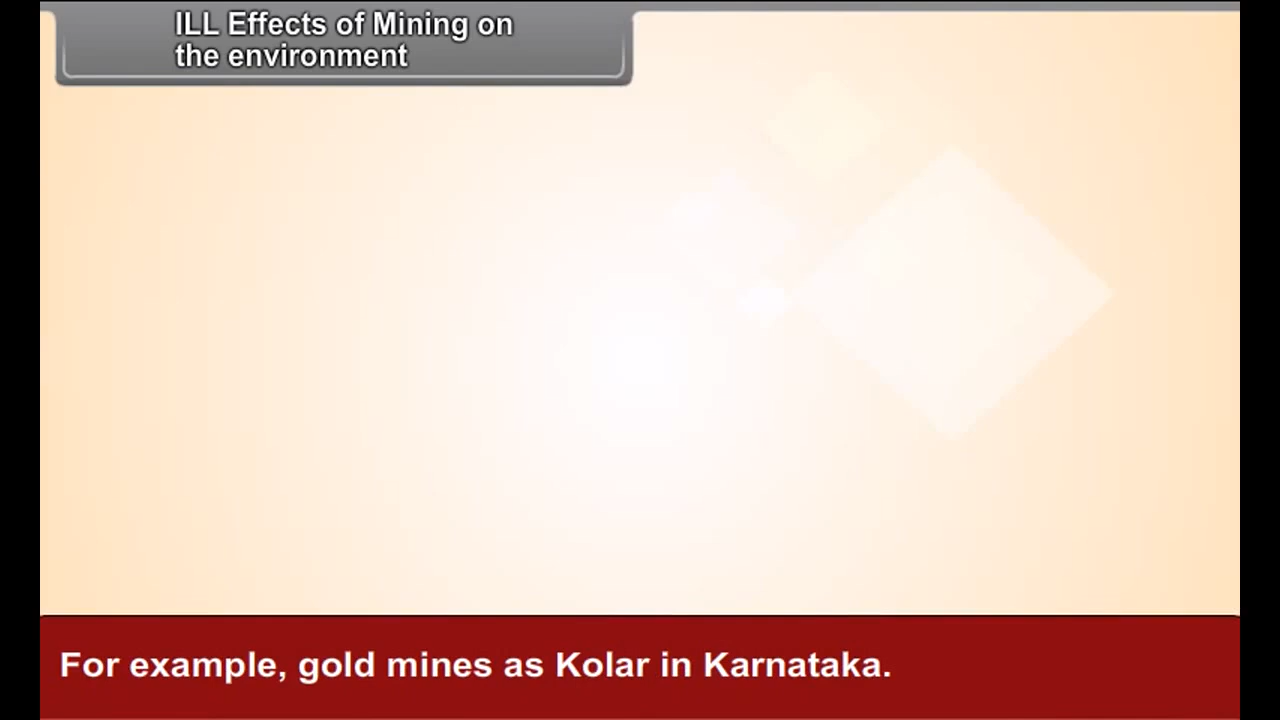 ILL Effects of Mining on
the environment
For example, gold mines as Kolar in Karnataka.